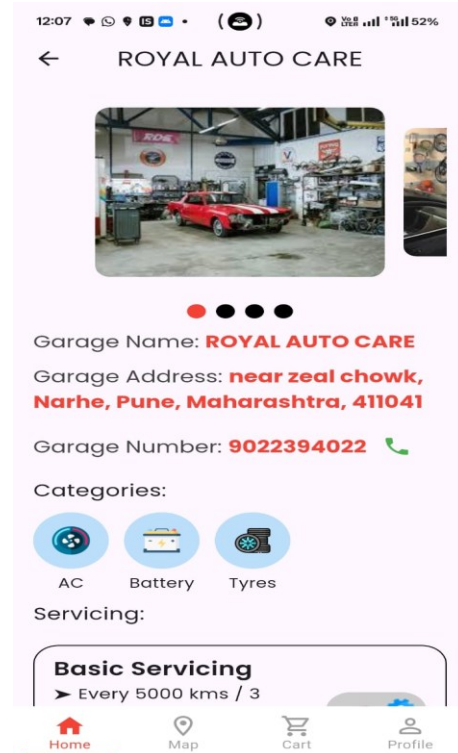 12:07
52%
ROYAL AUTO CARE
RDE
Garage Name: ROYAL AUTO CARE
Garage Address: near zeal chowk,
Narhe, Pune, Maharashtra, 411041
Garage Number: 9022394022
Categories:
AC Battery Tyres
Servicing:
Basic Servicing
➤ Every 5000 kms / 3
Home Map Cart Profile